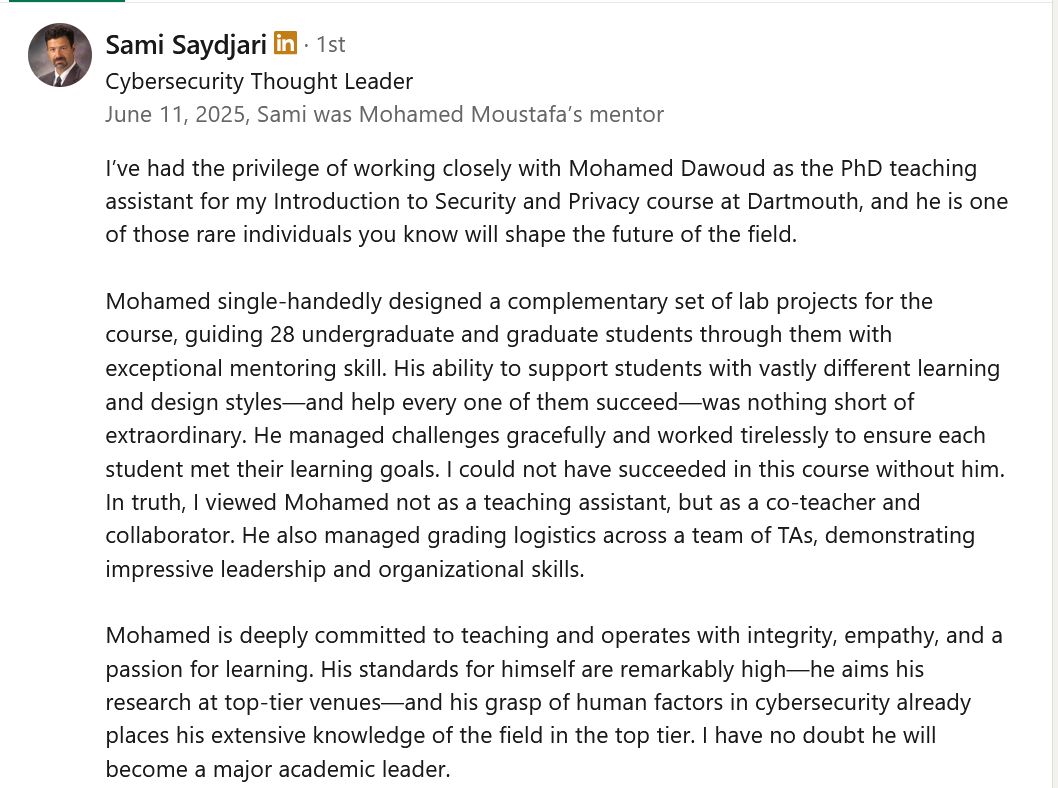 Sami Saydjari in · 1st
Cybersecurity Thought Leader
June 11, 2025, Sami was Mohamed Moustafa’s mentor
I’ve had the privilege of working closely with Mohamed Dawoud as the PhD teaching
assistant for my Introduction to Security and Privacy course at Dartmouth, and he is one
of those rare individuals you know will shape the future of the field.
Mohamed single-handedly designed a complementary set of lab projects for the
course, guiding 28 undergraduate and graduate students through them with
exceptional mentoring skill. His ability to support students with vastly different learning
and design styles—and help every one of them succeed—was nothing short of
extraordinary. He managed challenges gracefully and worked tirelessly to ensure each
student met their learning goals. I could not have succeeded in this course without him.
In truth, I viewed Mohamed not as a teaching assistant, but as a co-teacher and
collaborator. He also managed grading logistics across a team of TAs, demonstrating
impressive leadership and organizational skills.
Mohamed is deeply committed to teaching and operates with integrity, empathy, and a
passion for learning. His standards for himself are remarkably high—he aims his
research at top-tier venues—and his grasp of human factors in cybersecurity already
places his extensive knowledge of the field in the top tier. I have no doubt he will
become a major academic leader.